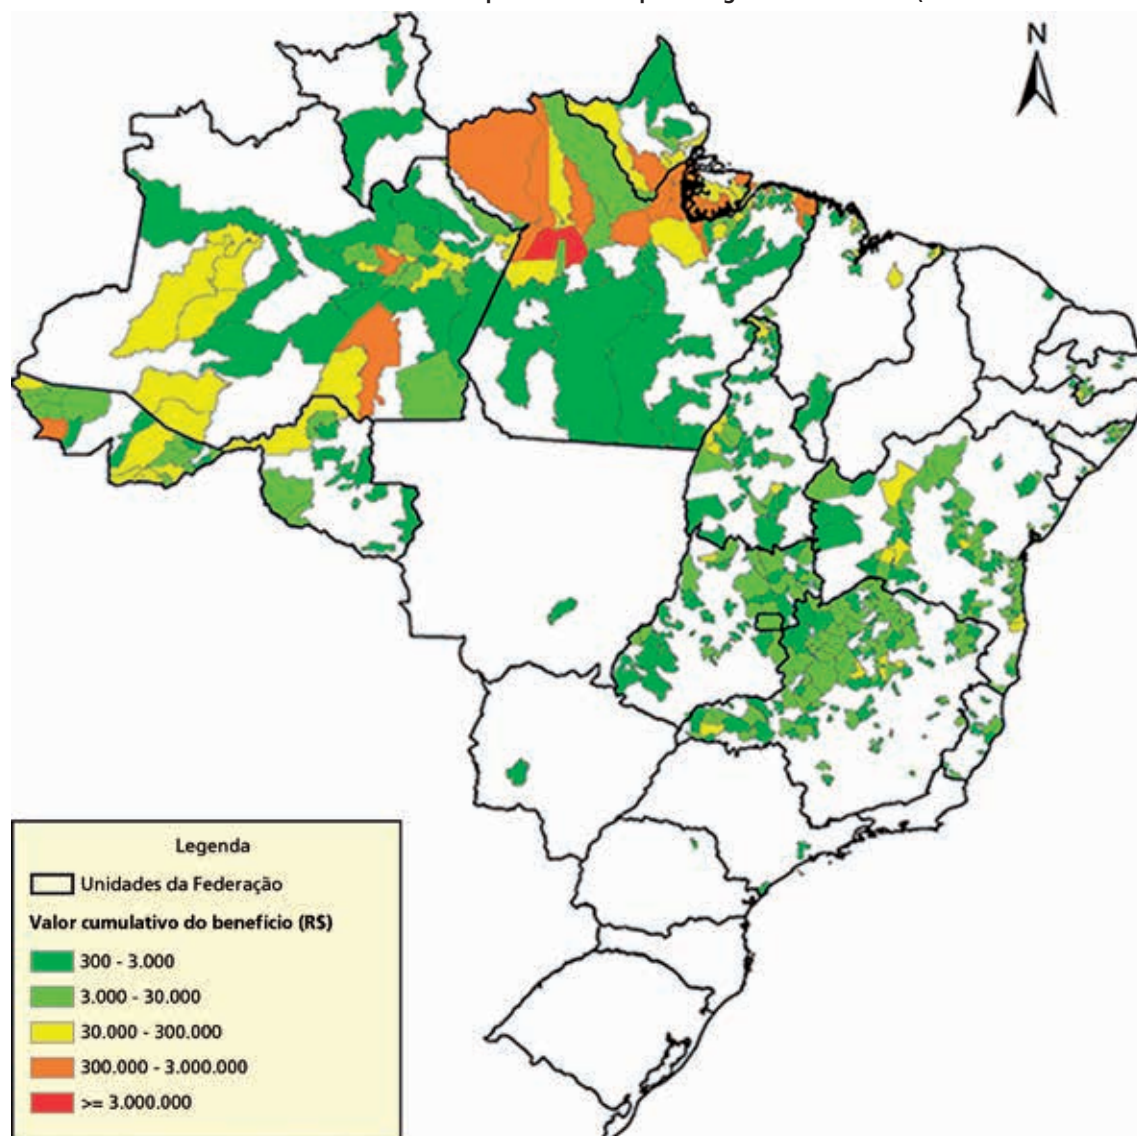 N
Legenda
Unidades da Federação
Valor cumulativo do benefício (R$)
300 - 3.000
3.000 - 30.000
30.000 - 300.000
300.000 - 3.000.000
>= 3.000.000